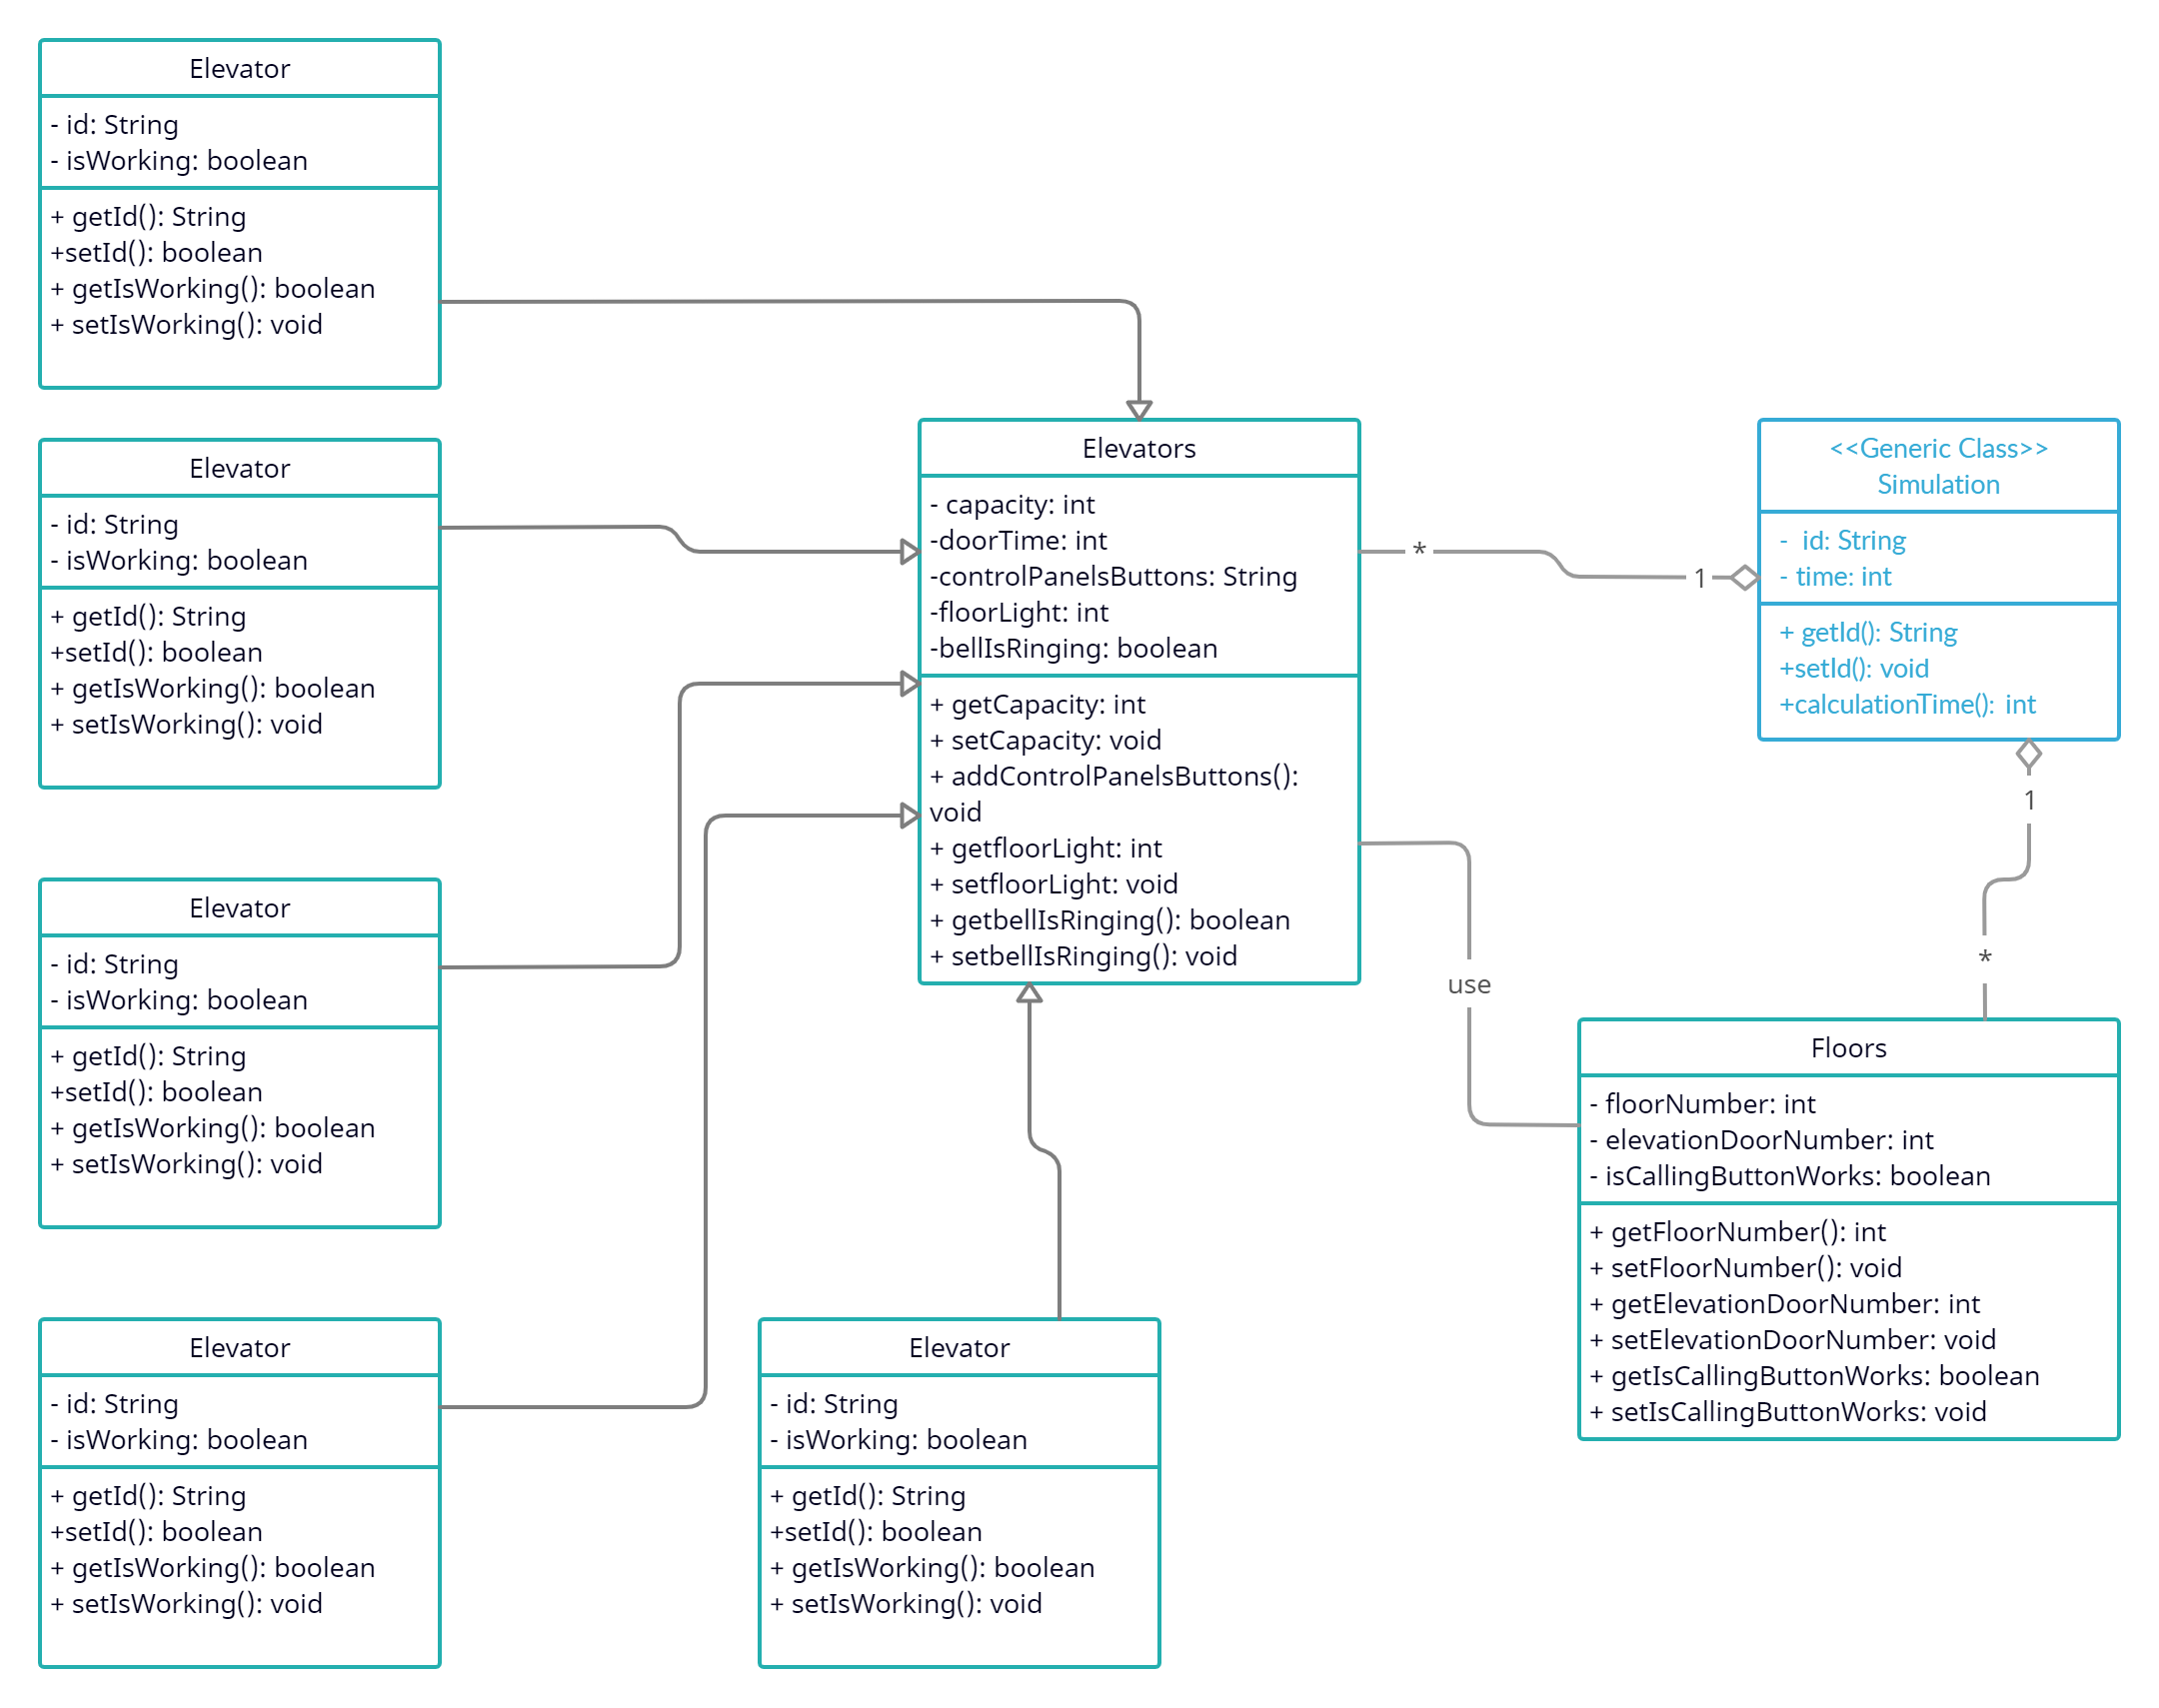 Elevator
- id: String
- isWorking: boolean
+ getId(): String
+setId(): boolean
+ getIsWorking(): boolean
+ setIsWorking(): void
Elevator
- id: String
- isWorking: boolean
+ getId(): String
+setId(): boolean
+ getIsWorking(): boolean
+ setIsWorking(): void
Elevator
- id: String
- isWorking: boolean
+ getId(): String
+setId(): boolean
+ getIsWorking(): boolean
+ setIsWorking(): void
Elevator
- id: String
- isWorking: boolean
+ getId(): String
+setId(): boolean
+ getIsWorking(): boolean
+ setIsWorking(): void
Elevator
- id: String
- isWorking: boolean
+ getId(): String
+setId(): boolean
+ getIsWorking(): boolean
+ setIsWorking(): void
Elevators
- capacity: int
-doorTime: int
-controlPanelsButtons: String
-floorLight: int
-bellIsRinging: boolean
+ getCapacity: int
+ setCapacity: void
+ addControlPanelsButtons():
void
+ getfloorLight: int
+ setfloorLight: void
+ getbellIsRinging(): boolean
+ setbellIsRinging(): void
*
1
<<Generic Class>>
Simulation
- id: String
- time: int
+ getId(): String
+setId(): void
+calculationTime(): int
1
*
use
Floors
- floorNumber: int
- elevationDoorNumber: int
- isCallingButtonWorks: boolean
+ getFloorNumber(): int
+ setFloorNumber(): void
+ getElevationDoorNumber: int
+ setElevationDoorNumber: void
+ getIsCallingButtonWorks: boolean
+ setIsCallingButtonWorks: void